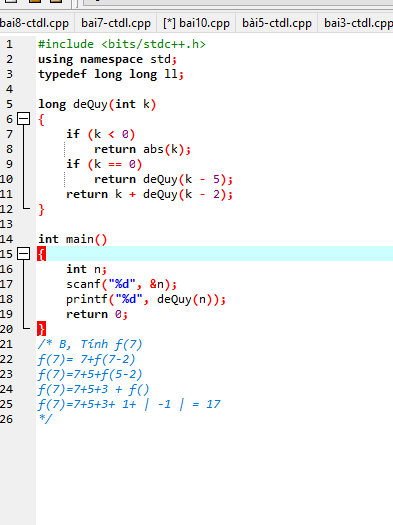 bai8-ctdl.cpp bai7-ctdl.cpp [*] bai10.cpp bài5-ctdl.cpp bai3-ctdl.cpp
1 #include <bits/stdc++.h>
2 using namespace std;
3 typedef long long ll;
4
5 long deQuy(int k)
6 {
7 if (k < 0)
8 return abs(k);
9 if (k == 0)
10 return deQuy(k - 5);
11 return k + deQuy(k - 2);
12 }
13
14 int main()
15 {
16 int n;
17 scanf("%d", &n);
18 printf("%d", deQuy(n));
19 return 0;
20 }
21 /* B, Tính f(7)
22 f(7)= 7+f(7-2)
23 f(7)=7+5+f(5-2)
24 f(7)=7+5+3 + f()
25 f(7)=7+5+3+ 1+ | -1 | = 17
26 */